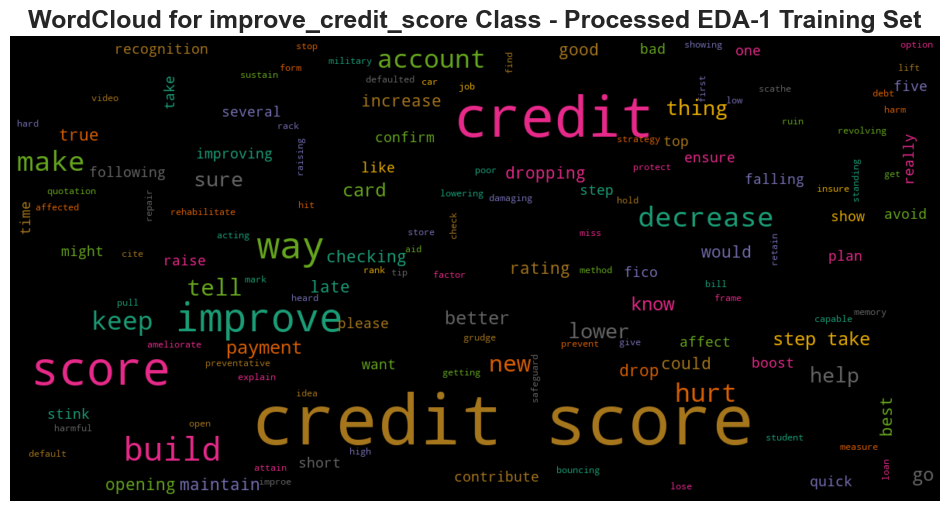 WordCloud for improve_credit_score Class - Processed EDA-1 Training Set
recognition
stop
military
account
find
good
bad
showing
one
option
sustain
form
defaulted
car
job
first
low
scathe
lift
five
debt
harm
video
take
several
increase
credit
thing
ruin
revolving
hard
true
rack
raising
confirm
strategy
top
really
make
following
improving
sure
like
card
dropping
poor
step
protect
ensure
falling
standing
get
insure
quotation
affected
time
repair
rehabilitate
hit
lowering
damaging
hold
decrease
show
avoid
cite
might
acting
way
store
check
miss
would
retain
raise
checking
aid
rank
tip
factor
rating
method
fico
plan
tell
mark
late
heard
bill
frame
know
pull
keep
improve
please
better
lower
capable
memory
ameliorate
payment
grudge
prevent
give
affect
step take
score
preventative
explain
want
getting
new
safeguard
drop
could
boost
help
idea
hurt
stink
harmful
open
credit score
best
student
default
build
high
measure
attain
short
bouncing
loan
opening
maintain
improe
contribute
lose
quick
go